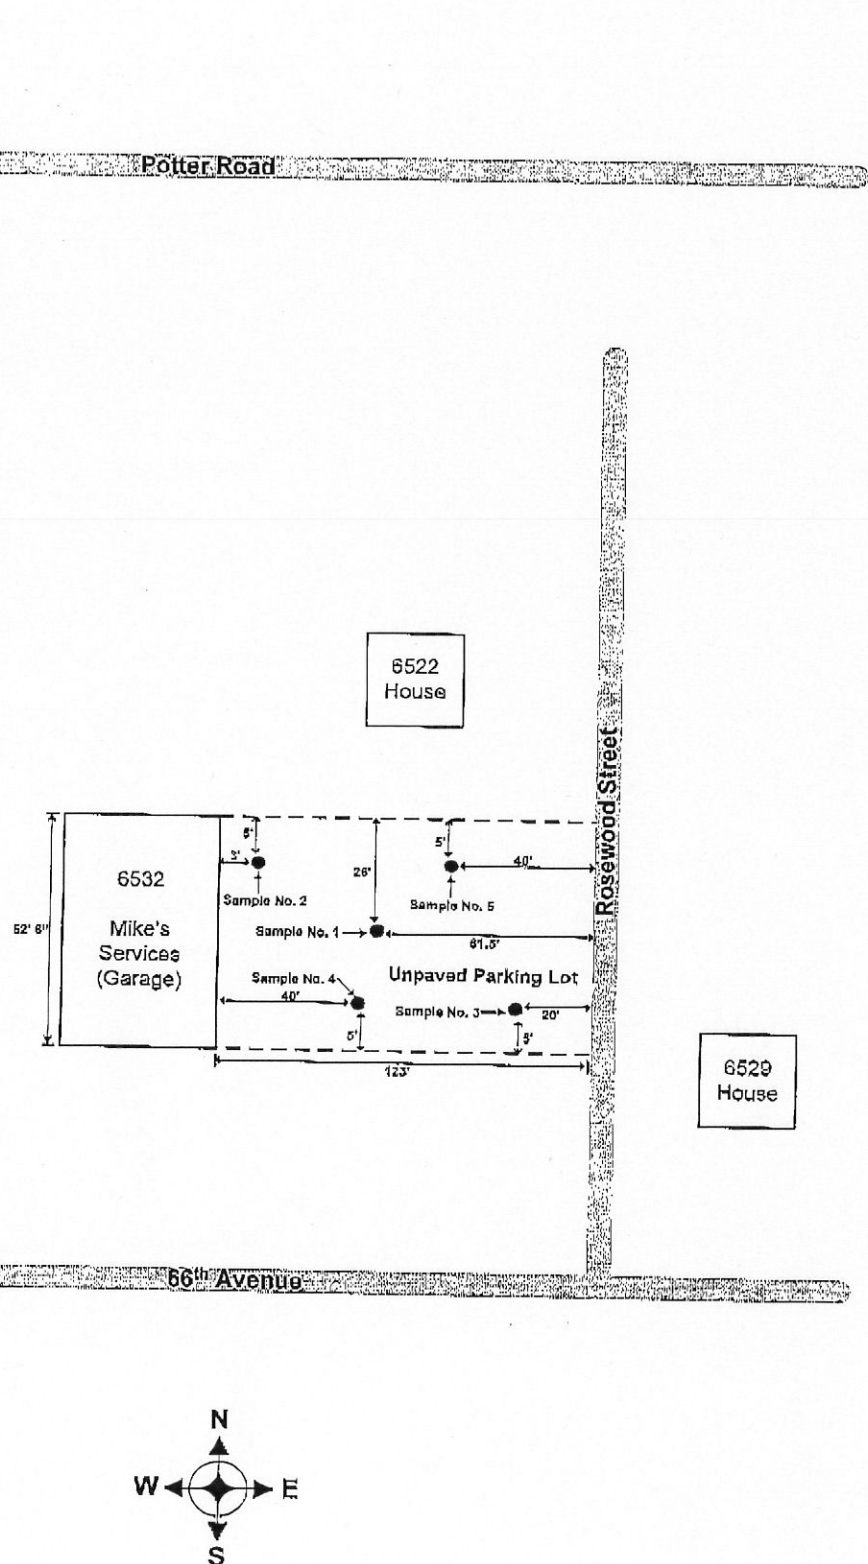 Potter Road
6522
House
Rosewood Street
6532
Mike's
Services
(Garage)
52' 6"
5'
Sample No. 2
26'
5'
40'
Sample No. 5
Sample No. 1
61.5'
Sample No. 4
40'
Unpaved Parking Lot
Sample No. 3
20'
5'
5'
123'
6529
House
66th Avenue
N
W
E
S